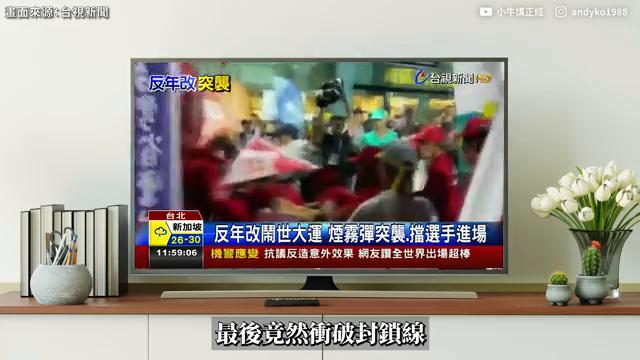 畫面來源:台視新聞
小牛講正經
andyko1988
反年改突襲
台視新聞HD
台北
新加坡
26-30
11:59:06
反年改鬧世大運 煙霧彈突襲.擋選手進場
機警應變 抗議反造意外效果 網友讚全世界出場超棒
最後竟然衝破封鎖線